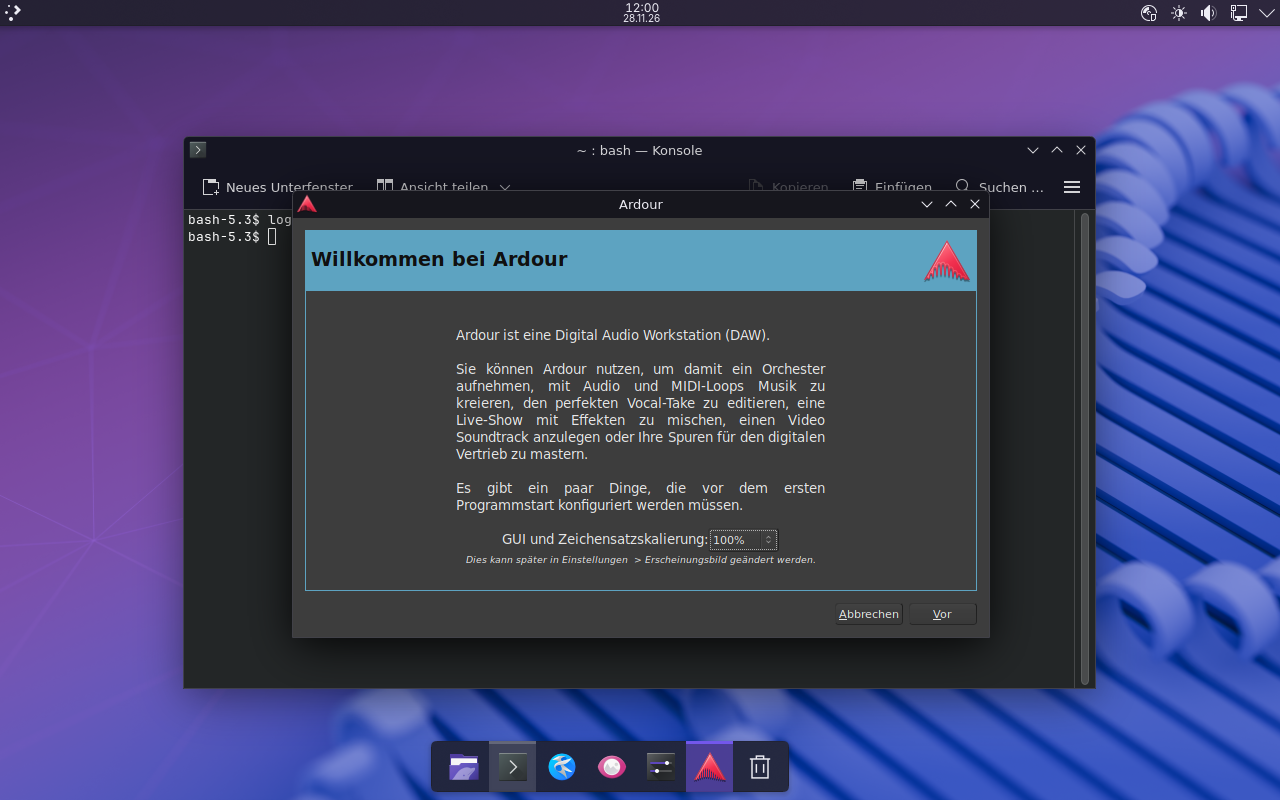 12:00
28.11.26
~ : bash — Konsole
Neues Unterfenster
Ansicht teilen
Kopieren
Einfügen
Suchen …
bash-5.3$ log
bash-5.3$
Ardour
Willkommen bei Ardour
Ardour ist eine Digital Audio Workstation (DAW).
Sie können Ardour nutzen, um damit ein Orchester
aufnehmen, mit Audio und MIDI-Loops Musik zu
kreieren, den perfekten Vocal-Take zu editieren, eine
Live-Show mit Effekten zu mischen, einen Video
Soundtrack anzulegen oder Ihre Spuren für den digitalen
Vertrieb zu mastern.
Es gibt ein paar Dinge, die vor dem ersten
Programmstart konfiguriert werden müssen.
GUI und Zeichensatzskalierung: 100%
Dies kann später in Einstellungen > Erscheinungsbild geändert werden.
Abbrechen
Vor